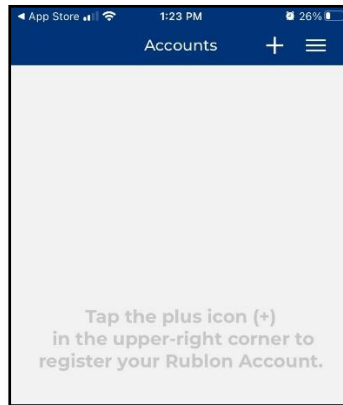 ◀ App Store 1:23 PM 26%
Accounts +
Tap the plus icon (+)
in the upper-right corner to
register your Rublon Account.